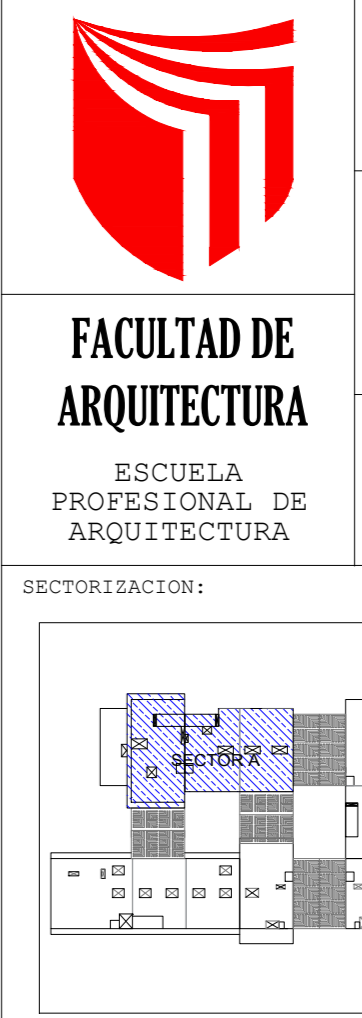 FACULTAD DE
ARQUITECTURA
ESCUELA
PROFESIONAL DE
ARQUITECTURA
SECTORIZACION:
SECTOR A